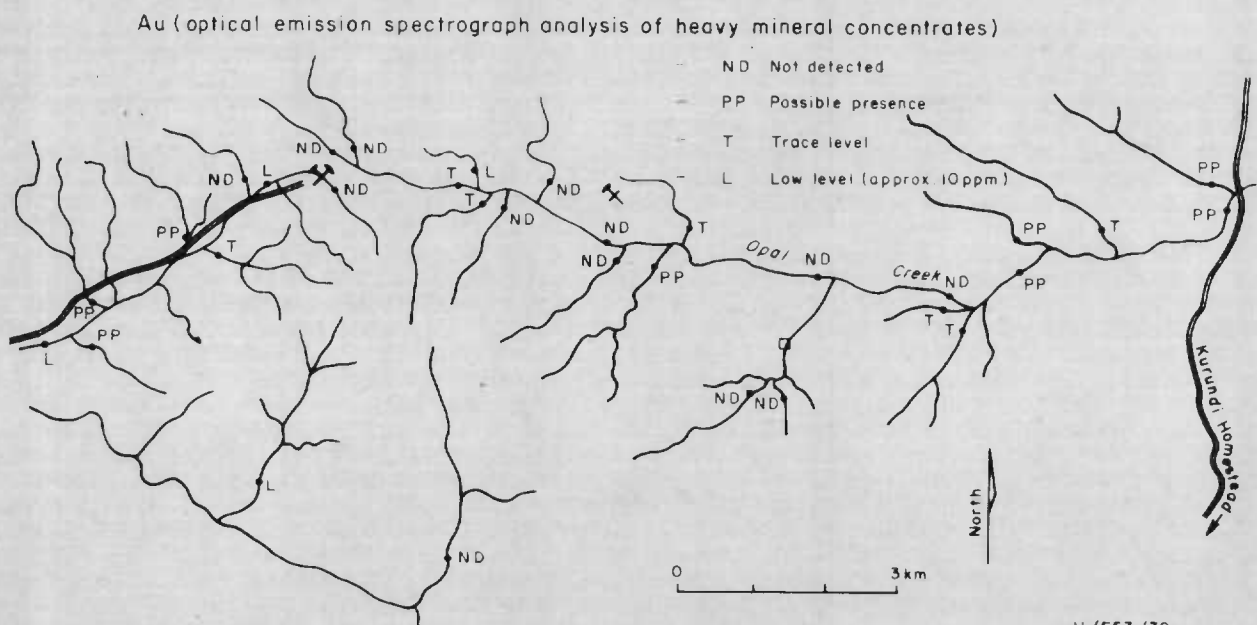 Au (optical emission spectrograph analysis of heavy mineral concentrates)
ND Not detected
PP Possible presence
T Trace level
L Low level (approx. 10ppm)
ND
ND
ND
L
ND
T
L
T
ND
ND
PP
T
PP
L
PP
ND
ND
T
PP
Opal Creek
ND
ND
T
T
PP
PP
T
PP
PP
ND
ND
L
ND
Kurundi Homestead
North
0 3km